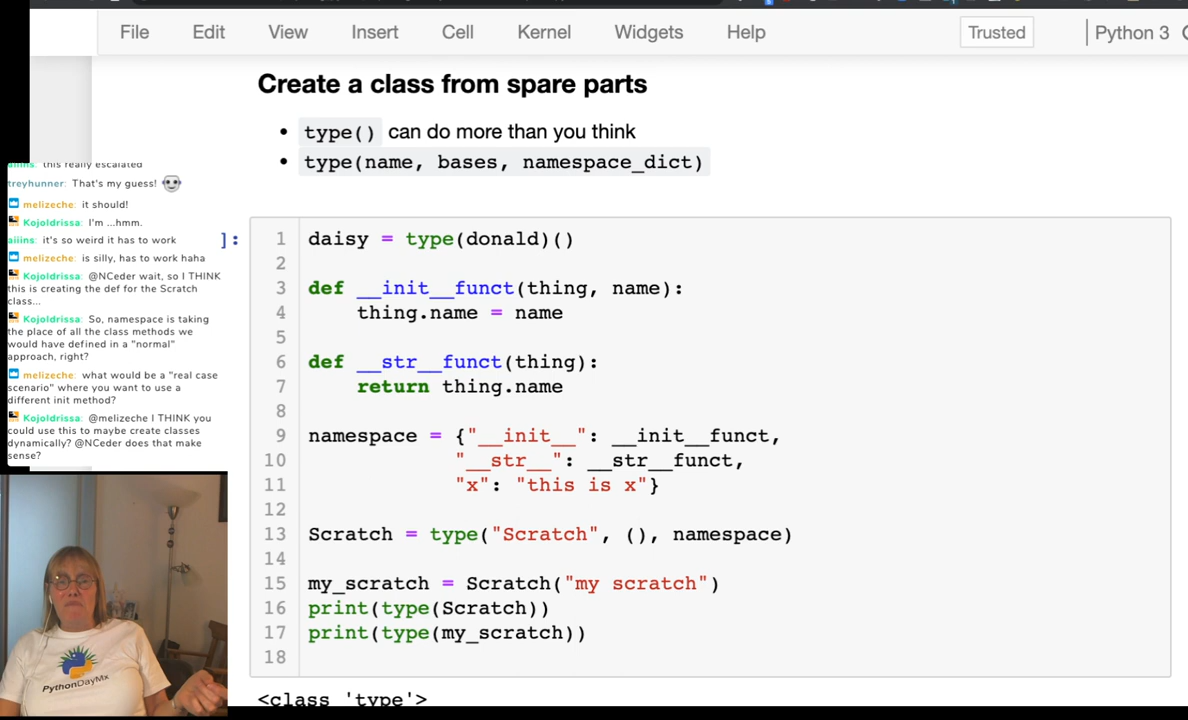 File Edit View Insert Cell Kernel Widgets Help Trusted Python 3
Create a class from spare parts
• type() can do more than you think
• type(name, bases, namespace_dict)
aiiins: this really escalated
treyhunner: That's my guess!
melizeche: it should!
Kojoldrissa: I'm ...hmm.
aiiins: it's so weird it has to work
melizeche: is silly, has to work haha
Kojoldrissa: @NCeder wait, so I THINK
this is creating the def for the Scratch
class...
Kojoldrissa: So, namespace is taking
the place of all the class methods we
would have defined in a "normal"
approach, right?
melizeche: what would be a "real case
scenario" where you want to use a
different init method?
Kojoldrissa: @melizeche I THINK you
could use this to maybe create classes
dynamically? @NCeder does that make
sense?
]:
1 daisy = type(donald)()
2
3 def __init__funct(thing, name):
4     thing.name = name
5
6 def __str__funct(thing):
7     return thing.name
8
9 namespace = {"__init__": __init__funct,
10             "__str__": __str__funct,
11             "x": "this is x"}
12
13 Scratch = type("Scratch", (), namespace)
14
15 my_scratch = Scratch("my scratch")
16 print(type(Scratch))
17 print(type(my_scratch))
18
<class 'type'>
PythonDayMx